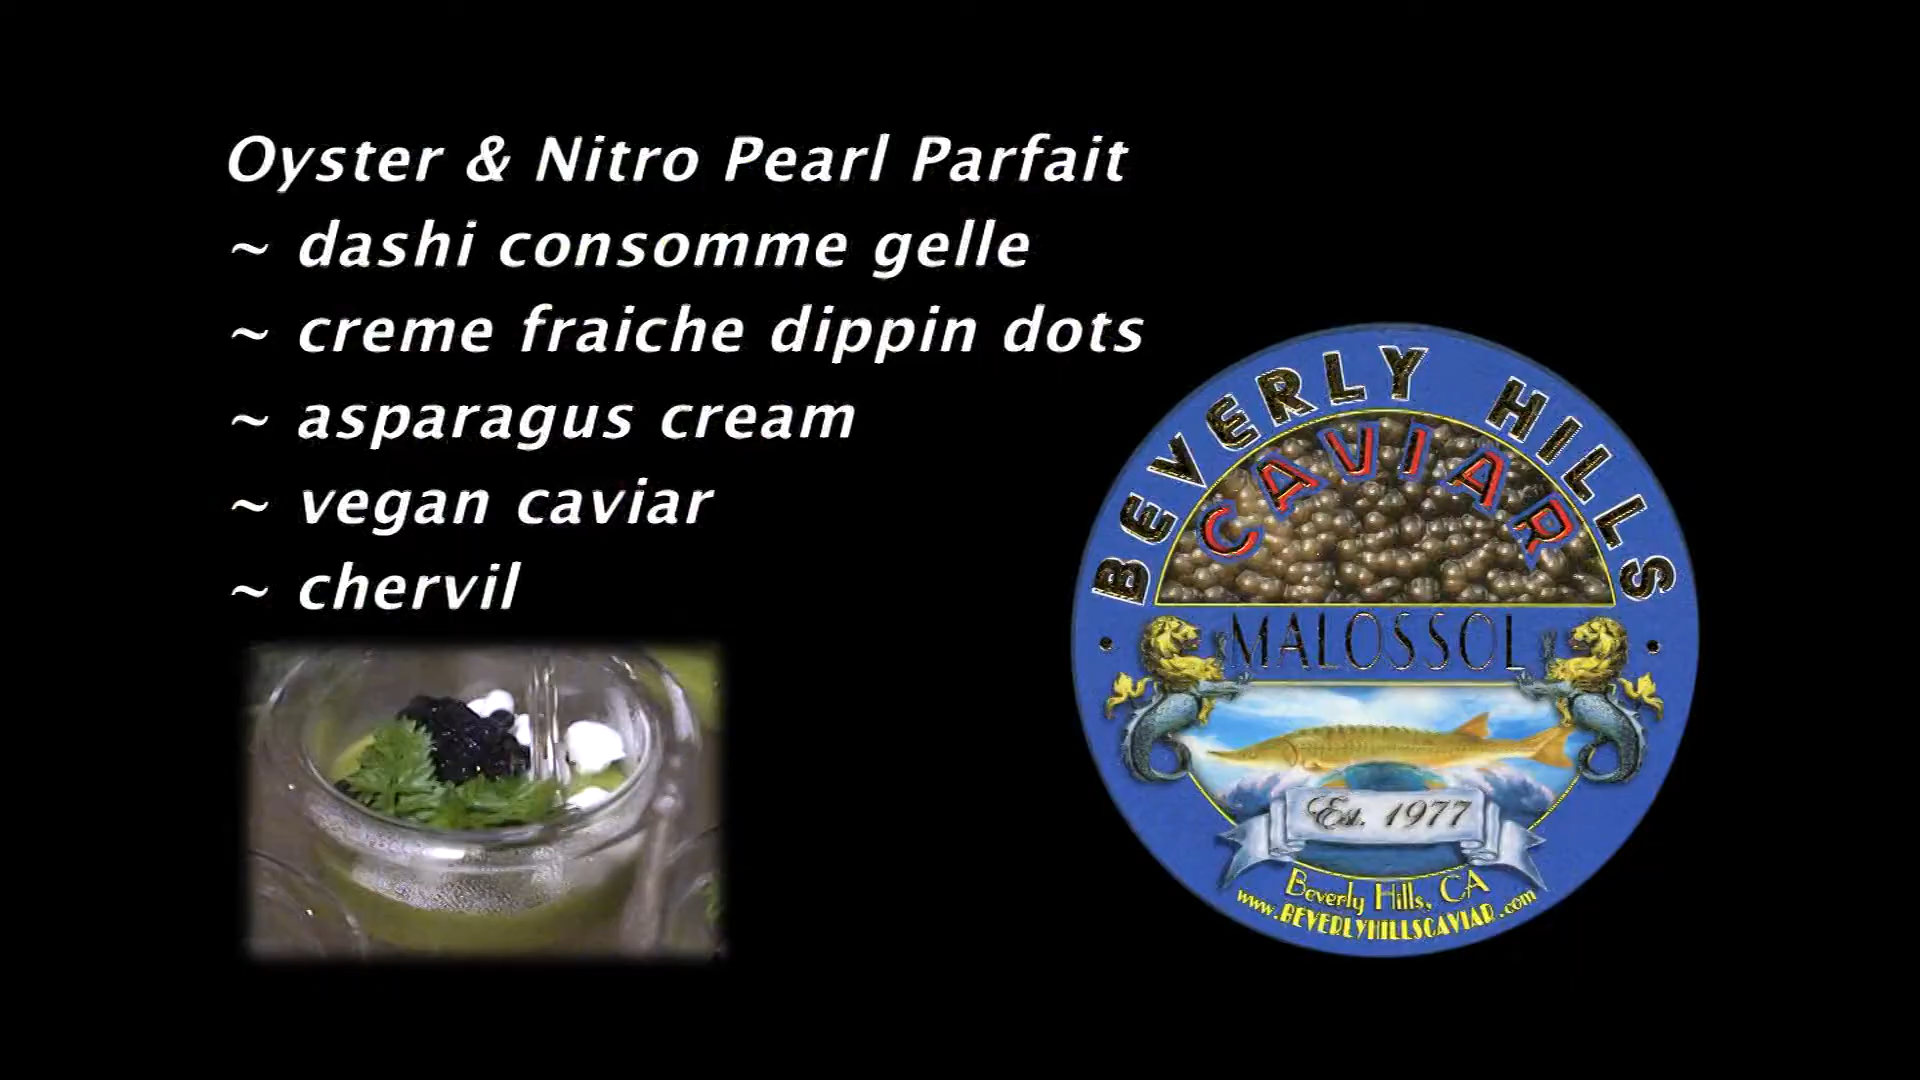 Oyster & Nitro Pearl Parfait
~ dashi consomme gelle
~ creme fraiche dippin dots
~ asparagus cream
~ vegan caviar
~ chervil
BEVERLY HILLS
CAVIAR
MALOSSOL
Est. 1977
Beverly Hills, CA
www.BEVERLYHILLSCAVIAR.com